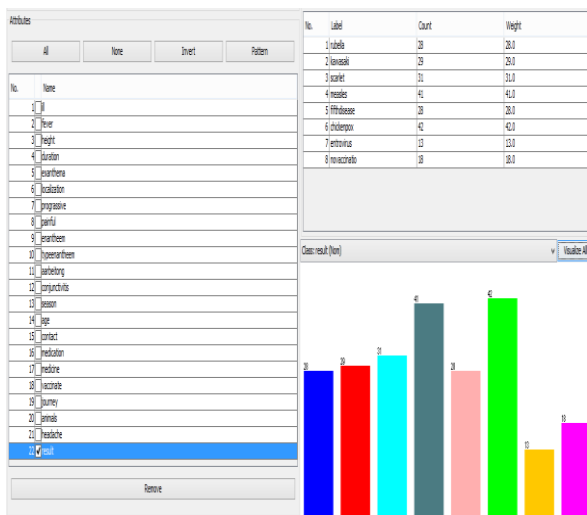 Attributes
All None Invert Pattern
No. Name
1 ill
2 fever
3 height
4 duration
5 exanthema
6 localization
7 progressive
8 painful
9 enantheem
10 hypeenantheem
11 aarbeitong
12 conjunctivitis
13 season
14 age
15 contact
16 medication
17 medicine
18 vaccinate
19 journey
20 animals
21 headache
22 result
Remove
No. Label Count Weight
1 rubella 28 28.0
2 kawasaki 29 29.0
3 scarlet 31 31.0
4 measles 41 41.0
5 fifthdisease 28 28.0
6 chickenpox 42 42.0
7 entrovirus 13 13.0
8 novaccinatio 18 18.0
Class: result (Nom) Visualize All
28 29 31 41 28 42 13 18